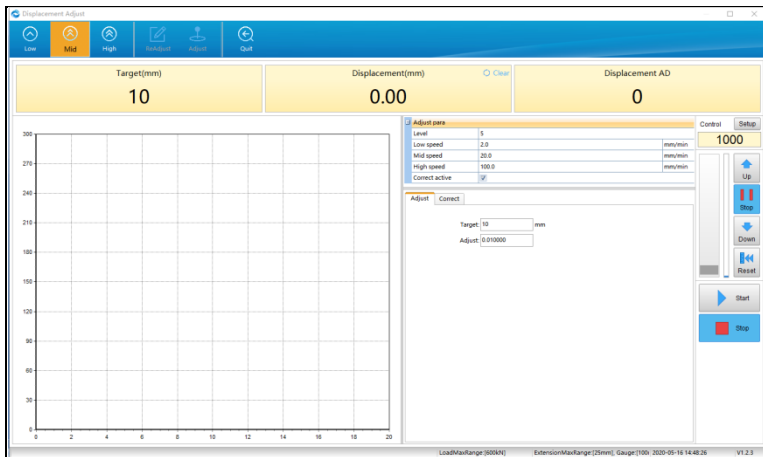 Displacement Adjust
Low Mid High ReAdjust Adjust Quit
Target(mm) Displacement(mm) Clear Displacement AD
10 0.00 0
Adjust para
Level 5
Low speed 2.0 mm/min
Mid speed 20.0 mm/min
High speed 100.0 mm/min
Correct active
Adjust Correct
Target 10 mm
Adjust 0.010000
Control Setup
1000
Up
Stop
Down
Reset
Start
Stop
300
270
240
210
180
150
120
90
60
30
0
0 2 4 6 8 10 12 14 16 18 20
LoadMaxRange:[600kN] ExtensionMaxRange:[25mm], Gauge:[100( 2020-05-16 14:48:26 V1.2.3